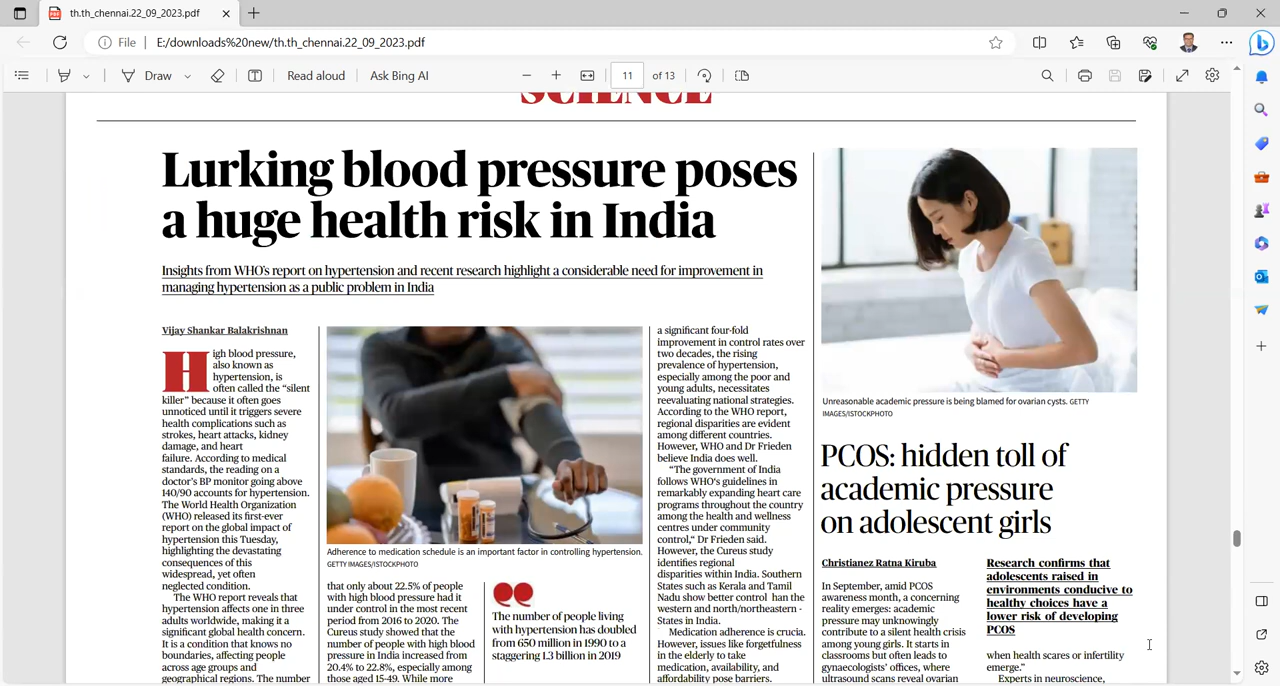 th.th_chennai.22_09_2023.pdf
File E:/downloads%20new/th.th_chennai.22_09_2023.pdf
Draw Read aloud Ask Bing AI 11 of 13
SCIENCE
Lurking blood pressure poses
a huge health risk in India
Insights from WHO's report on hypertension and recent research highlight a considerable need for improvement in
managing hypertension as a public problem in India
Vijay Shankar Balakrishnan
High blood pressure,
also known as
hypertension, is
often called the “silent
killer” because it often goes
unnoticed until it triggers severe
health complications such as
strokes, heart attacks, kidney
damage, and heart
failure. According to medical
standards, the reading on a
doctor's BP monitor going above
140/90 accounts for hypertension.
The World Health Organization
(WHO) released its first-ever
report on the global impact of
hypertension this Tuesday,
highlighting the devastating
consequences of this
widespread, yet often
neglected condition.
The WHO report reveals that
hypertension affects one in three
adults worldwide, making it a
significant global health concern.
It is a condition that knows no
boundaries, affecting people
across age groups and
geographical regions. The number
Adherence to medication schedule is an important factor in controlling hypertension.
GETTY IMAGES/ISTOCKPHOTO
that only about 22.5% of people
with high blood pressure had it
under control in the most recent
period from 2016 to 2020. The
Cureus study showed that the
number of people with high blood
pressure in India increased from
20.4% to 22.8%, especially among
those aged 15-49. While more
The number of people living
with hypertension has doubled
from 650 million in 1990 to a
staggering 1.3 billion in 2019
a significant four-fold
improvement in control rates over
two decades, the rising
prevalence of hypertension,
especially among the poor and
young adults, necessitates
reevaluating national strategies.
According to the WHO report,
regional disparities are evident
among different countries.
However, WHO and Dr Frieden
believe India does well.
“The government of India
follows WHO's guidelines in
remarkably expanding heart care
programs throughout the country
among the health and wellness
centres under community
control,“ Dr Frieden said.
However, the Cureus study
identifies regional
disparities within India. Southern
States such as Kerala and Tamil
Nadu show better control han the
western and north/northeastern -
States in India.
Medication adherence is crucia.
However, issues like forgetfulness
in the elderly to take
medication, availability, and
affordability pose barriers.
Unreasonable academic pressure is being blamed for ovarian cysts. GETTY
IMAGES/ISTOCKPHOTO
PCOS: hidden toll of
academic pressure
on adolescent girls
Christianez Ratna Kiruba
In September, amid PCOS
awareness month, a concerning
reality emerges: academic
pressure may unknowingly
contribute to a silent health crisis
among young girls. It starts in
classrooms but often leads to
gynaecologists' offices, where
ultrasound scans reveal ovarian
Research confirms that
adolescents raised in
environments conducive to
healthy choices have a
lower risk of developing
PCOS
when health scares or infertility
emerge.”
Experts in neuroscience,